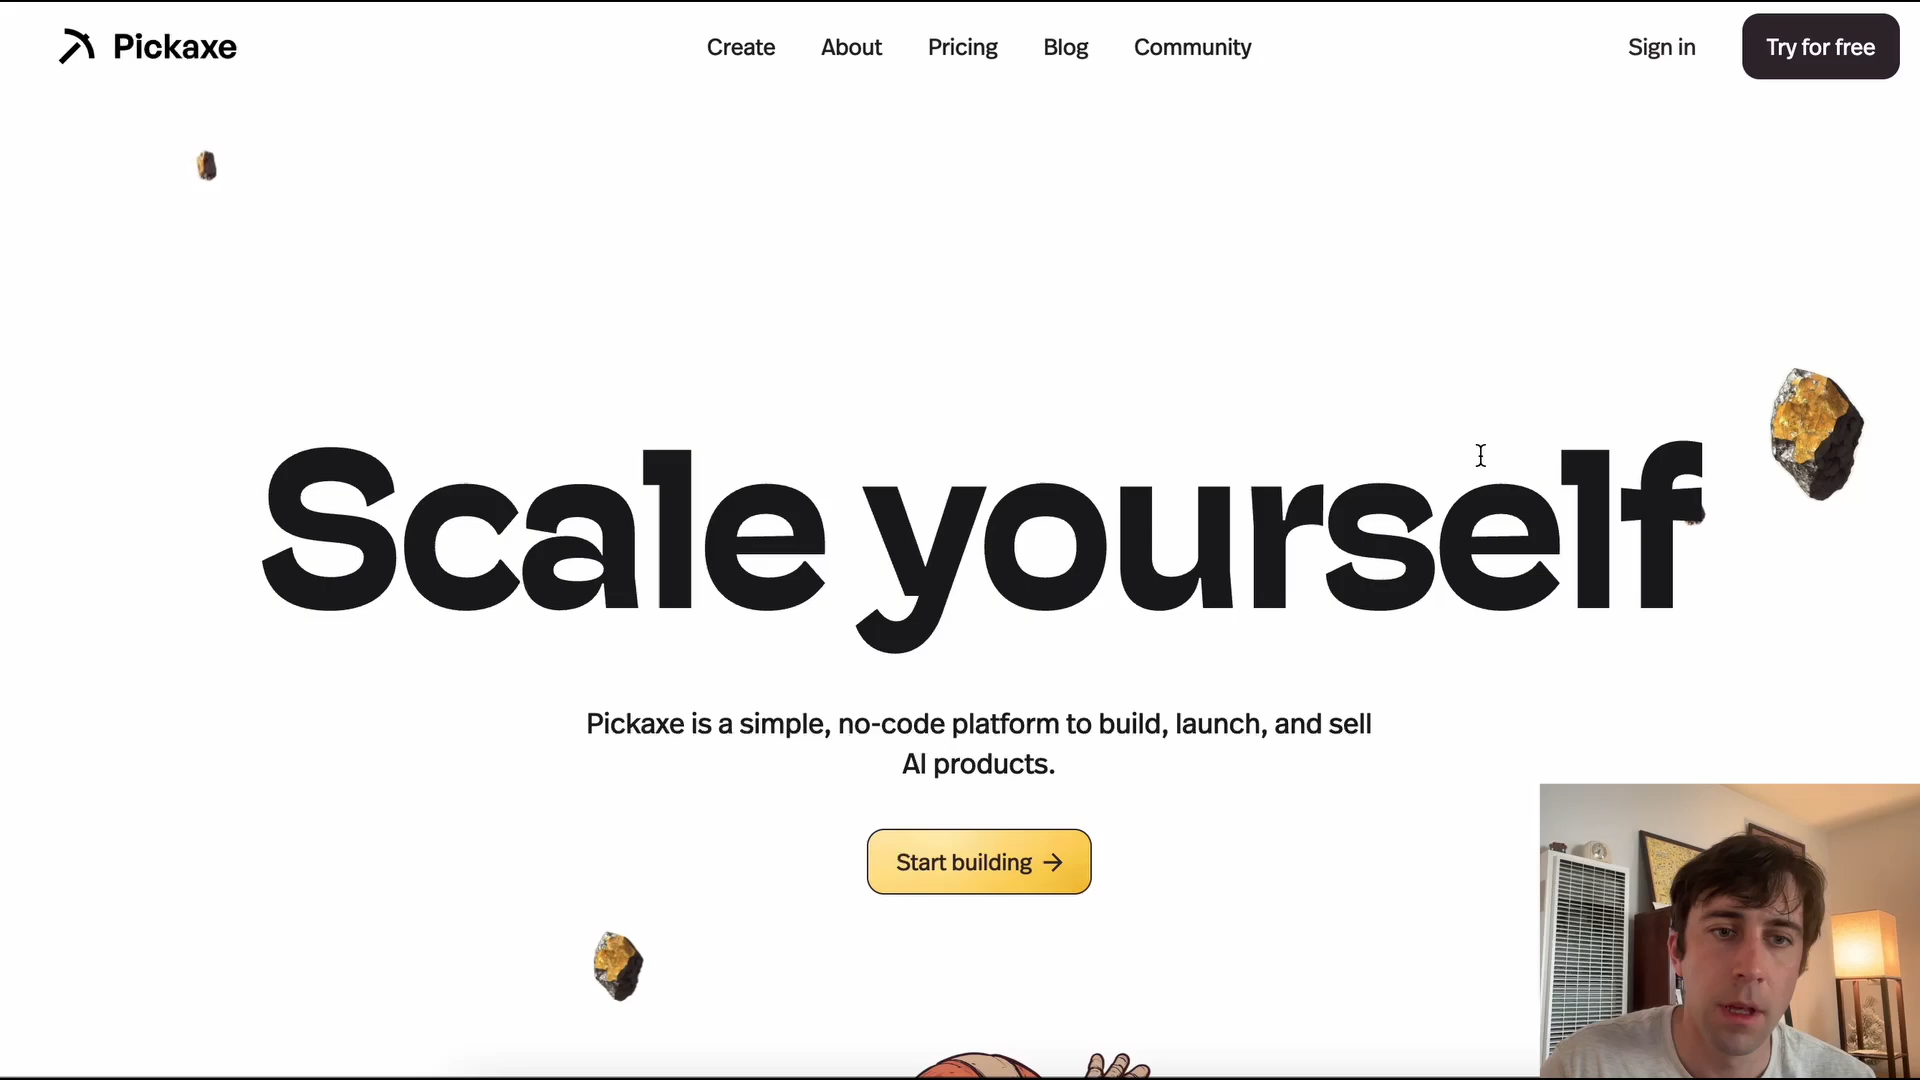 Pickaxe
Create
About
Pricing
Blog
Community
Sign in
Try for free
Scale yourself
Pickaxe is a simple, no-code platform to build, launch, and sell
AI products.
Start building →